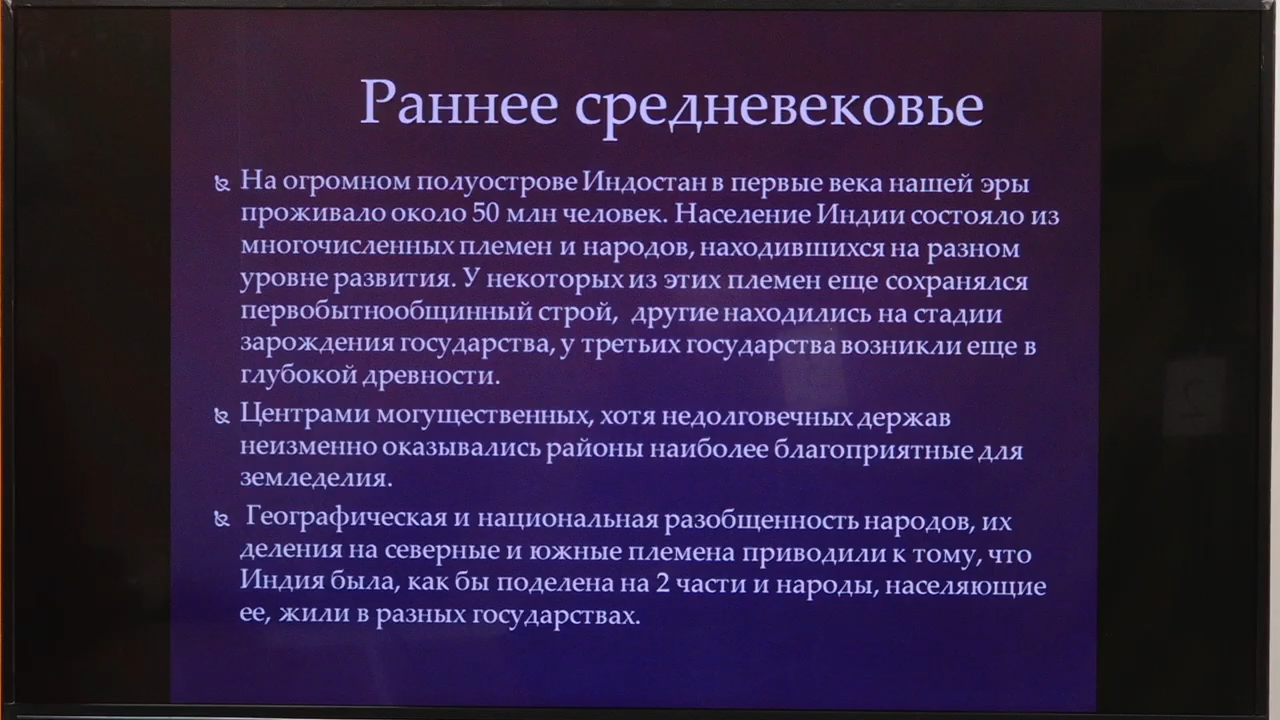 Раннее средневековье
На огромном полуострове Индостан в первые века нашей эры
проживало около 50 млн человек. Население Индии состояло из
многочисленных племен и народов, находившихся на разном
уровне развития. У некоторых из этих племен еще сохранялся
первобытнообщинный строй, другие находились на стадии
зарождения государства, у третьих государства возникли еще в
глубокой древности.
Центрами могущественных, хотя недолговечных держав
неизменно оказывались районы наиболее благоприятные для
земледелия.
Географическая и национальная разобщенность народов, их
деления на северные и южные племена приводили к тому, что
Индия была, как бы поделена на 2 части и народы, населяющие
ее, жили в разных государствах.